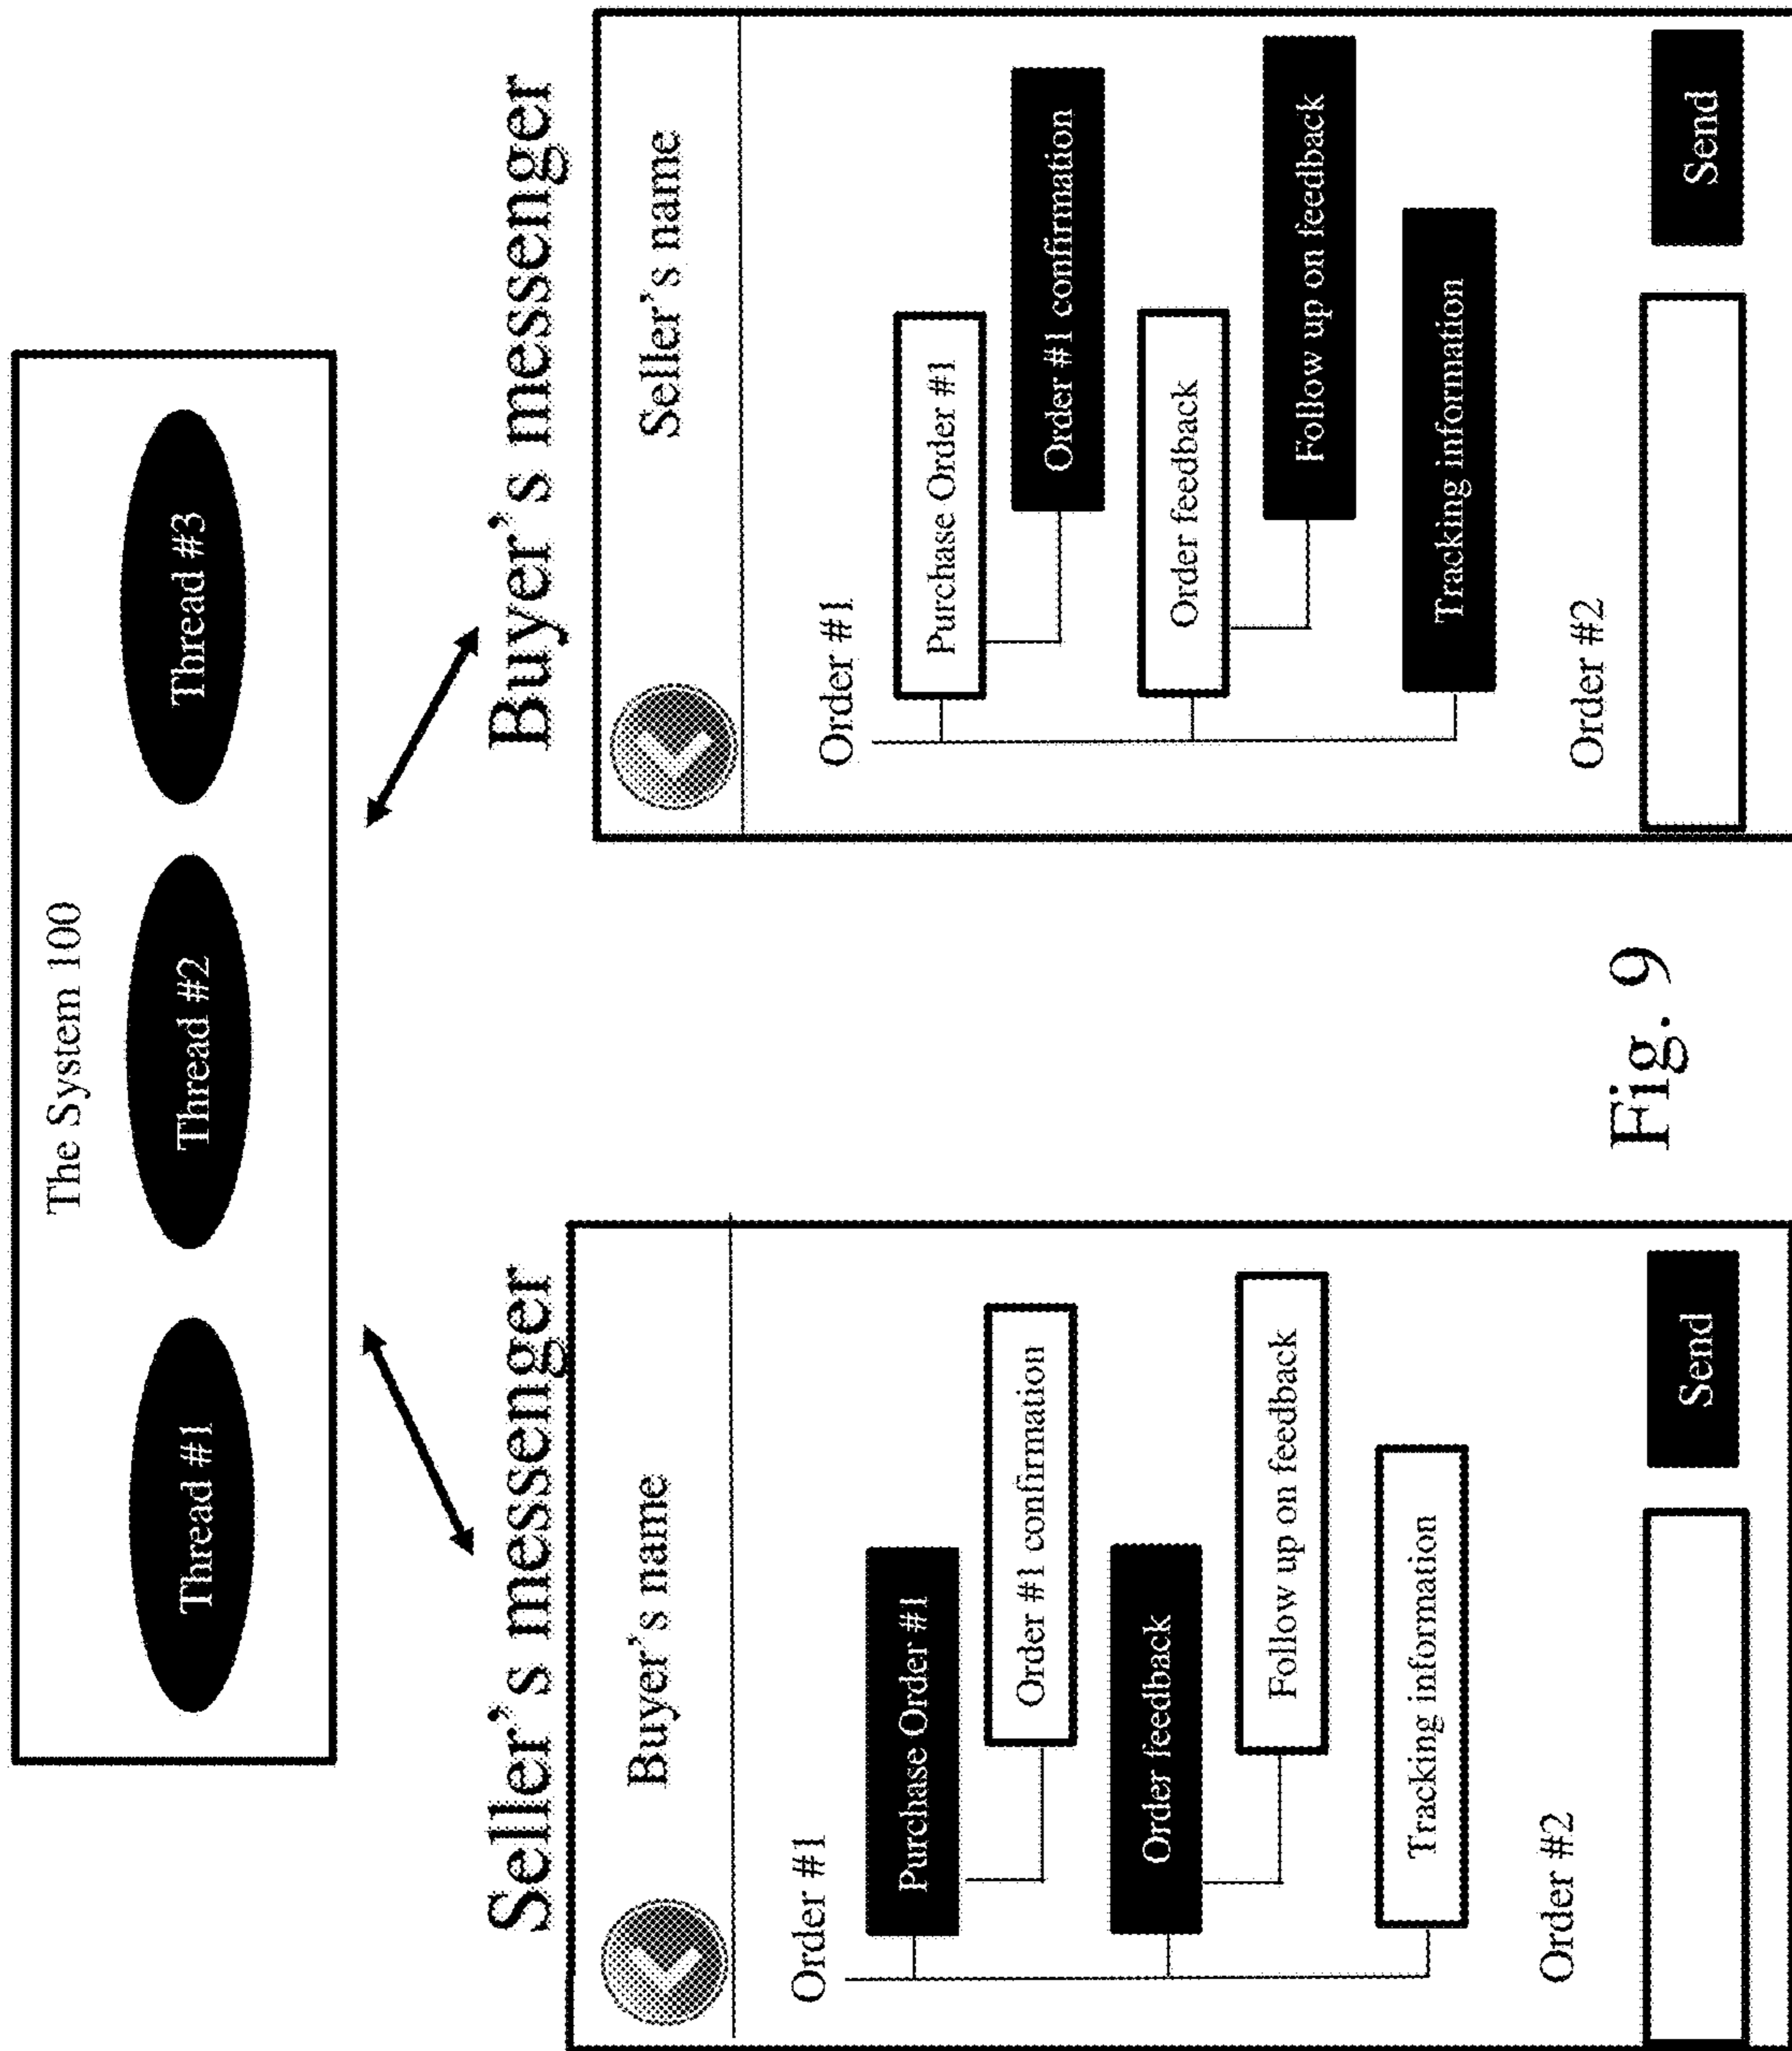 The System 100
Thread #1
Thread #2
Thread #3
Seller's messenger
Buyer's name
Order #1
Purchase Order #1
Order #1 confirmation
Order feedback
Follow up on feedback
Tracking information
Order #2
Send
Buyer's messenger
Seller's name
Order #1
Purchase Order #1
Order #1 confirmation
Order feedback
Follow up on feedback
Tracking information
Order #2
Send
Fig. 9